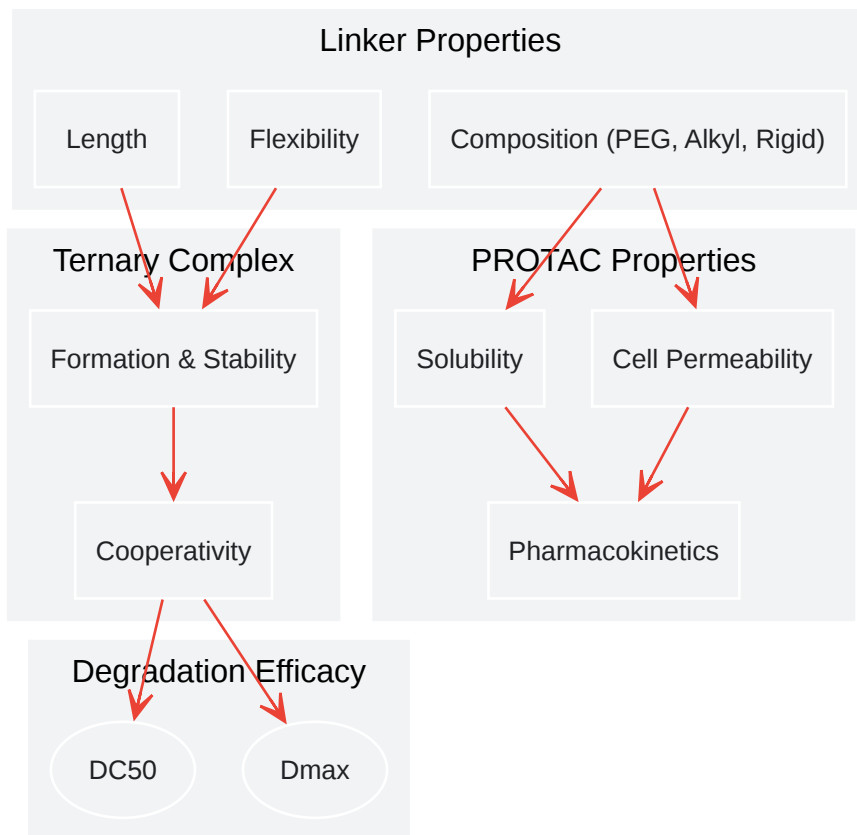 Linker Properties
Length
Flexibility
Composition (PEG, Alkyl, Rigid)
Ternary Complex
PROTAC Properties
Formation & Stability
Solubility
Cell Permeability
Cooperativity
Pharmacokinetics
Degradation Efficacy
DC50
Dmax